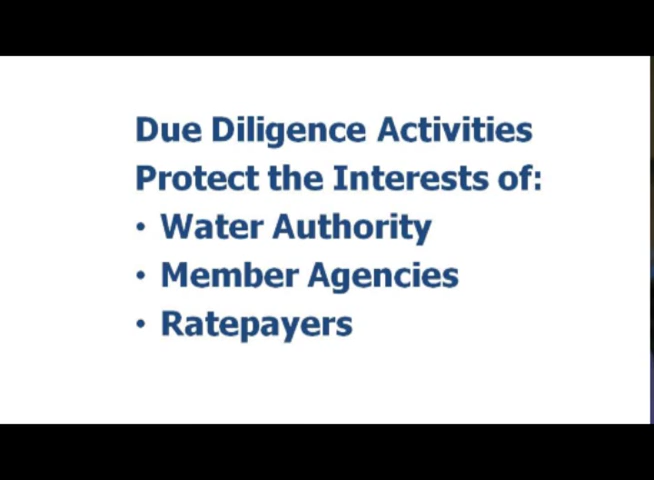 Due Diligence Activities
Protect the Interests of:
• Water Authority
• Member Agencies
• Ratepayers